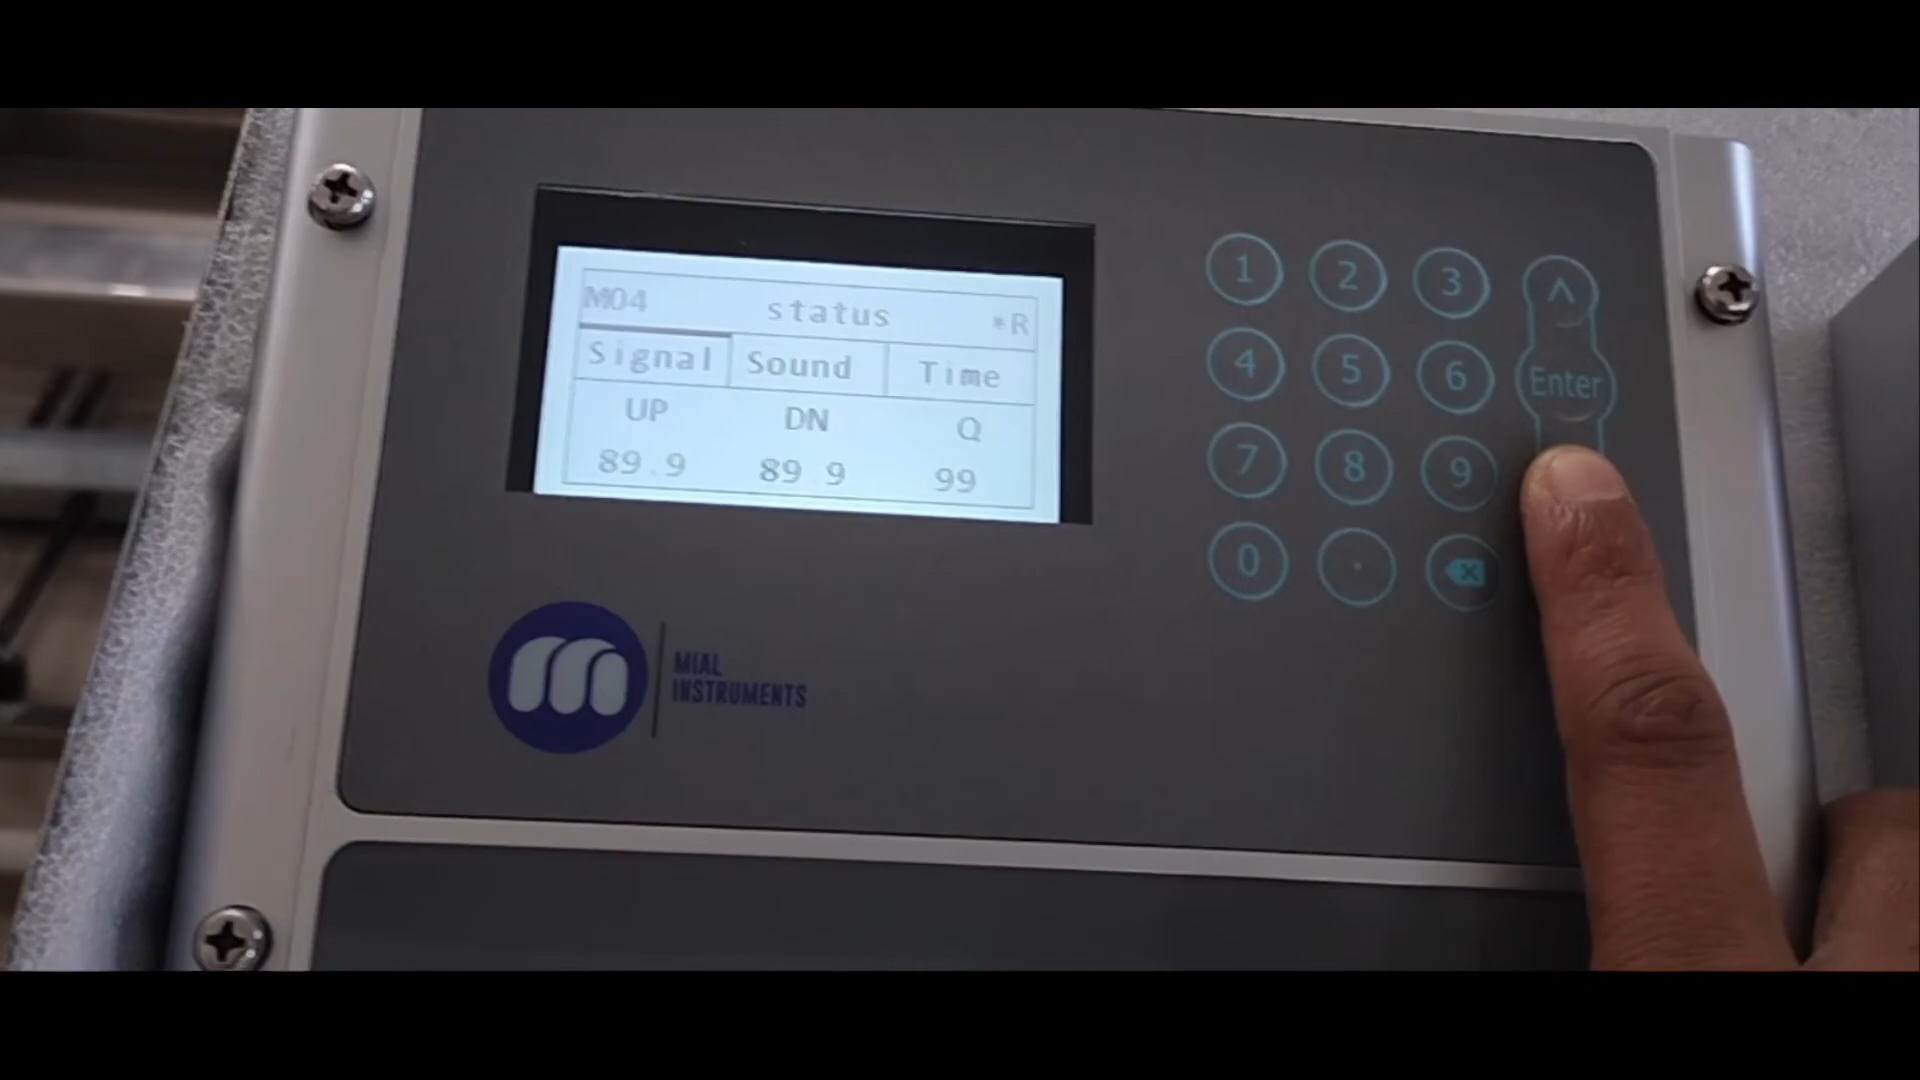 M04 status *R
Signal Sound Time
UP DN Q
89.9 89.9 99
1 2 3 ^
4 5 6 Enter
7 8 9
0 .
MIAL
INSTRUMENTS